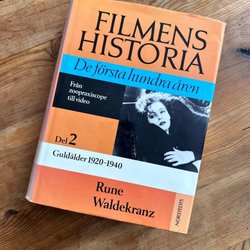 FILMENS
HISTORIA
De första hundra åren
Från
zoopraxiscope
till video
Del 2
Guldålder 1920-1940
Rune
Waldekranz
NORSTEDTS